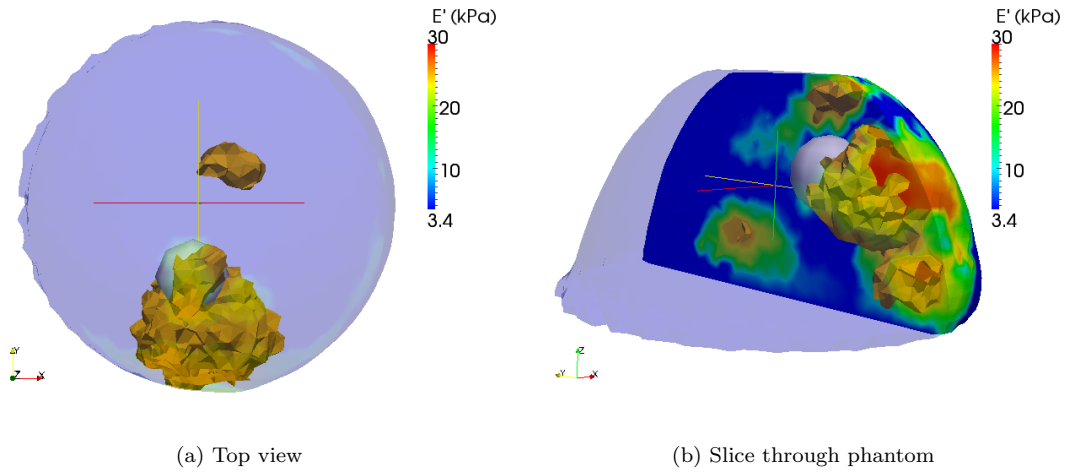 E' (kPa)
30
20
10
3.4
Y
Z
X
(a) Top view
E' (kPa)
30
20
10
3.4
Z
Y
X
(b) Slice through phantom